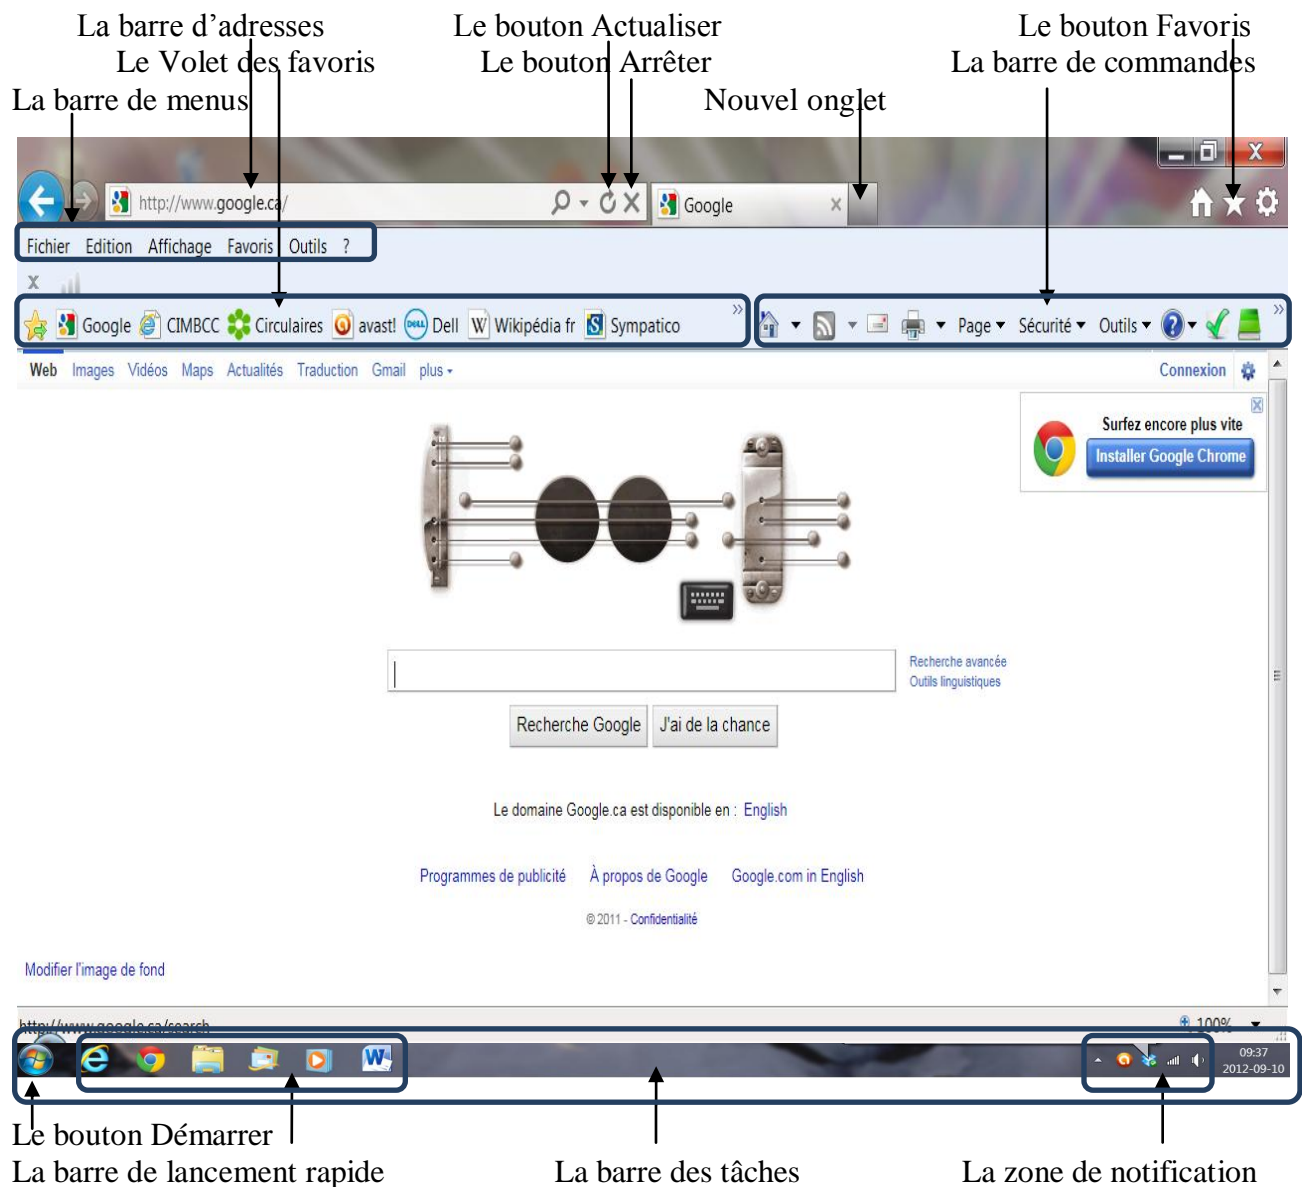 La barre d’adresses Le bouton Actualiser Le bouton Favoris
Le Volet des favoris Le bouton Arrêter La barre de commandes
La barre de menus Nouvel onglet
http://www.google.ca/ Google
Fichier Edition Affichage Favoris Outils ?
x
Google CIMBCC Circulaires avast! Dell Wikipédia fr Sympatico » Page Sécurité Outils »
Web Images Vidéos Maps Actualités Traduction Gmail plus Connexion
Surfez encore plus vite
Installer Google Chrome
Recherche avancée
Outils linguistiques
Recherche Google J'ai de la chance
Le domaine Google.ca est disponible en : English
Programmes de publicité À propos de Google Google.com in English
© 2011 - Confidentialité
Modifier l'image de fond
http://www.google.ca/search 100%
09:37
2012-09-10
Le bouton Démarrer
La barre de lancement rapide La barre des tâches La zone de notification